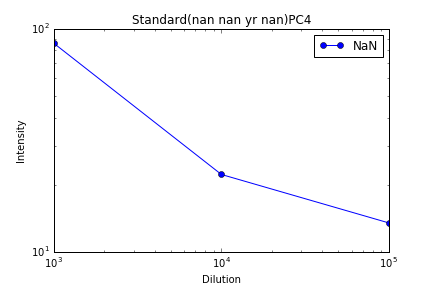 Standard(nan nan yr nan)PC4
10²
NaN
Intensity
10¹
10³
10⁴
10⁵
Dilution